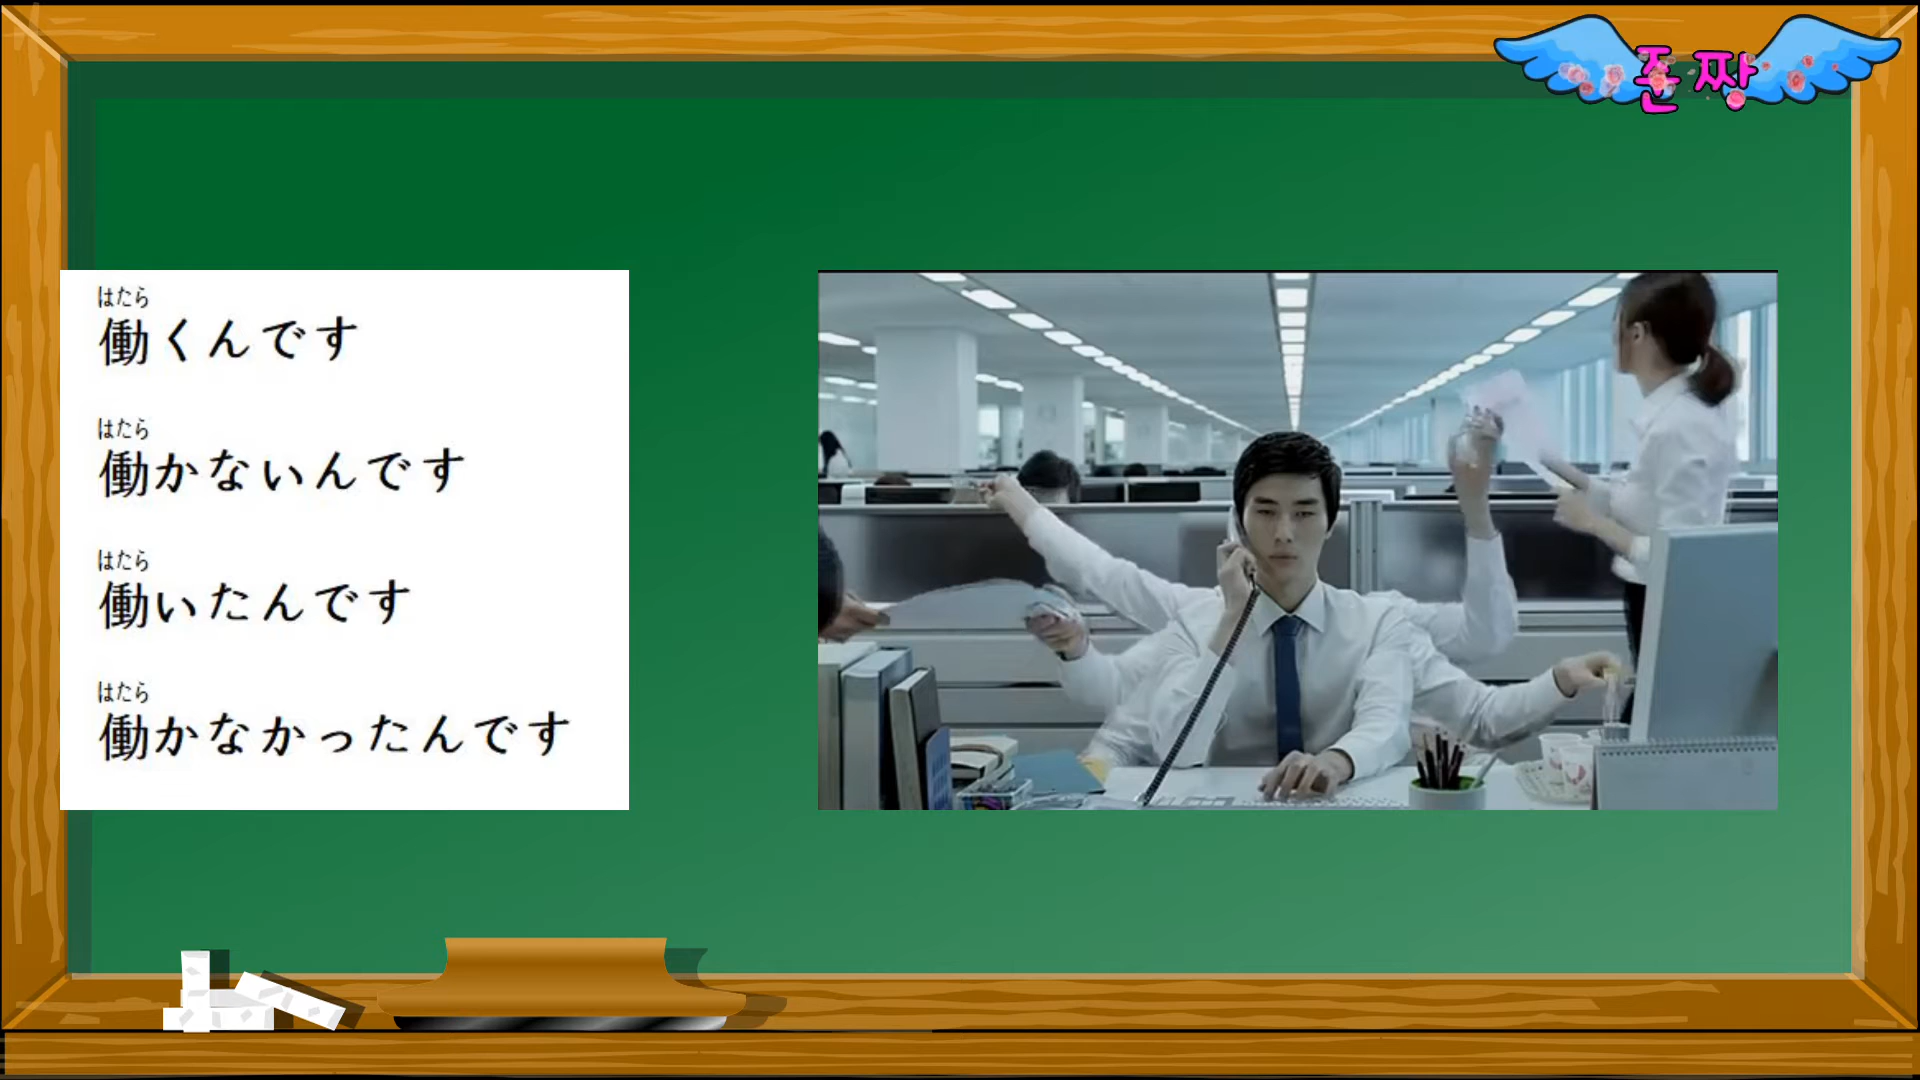 존 짱
はたら
働くんです
はたら
働かないんです
はたら
働いたんです
はたら
働かなかったんです